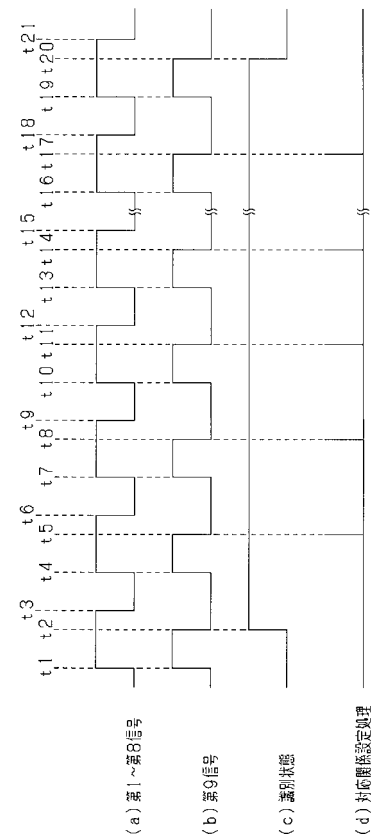 t1
t2
t3
t4
t5
t6
t7
t8
t9
t10
t11
t12
t13
t14
t15
t16
t17
t18
t19
t20
t21
(a)第1~第8信号
(b)第9信号
(c)識別状態
(d)対応関係設定処理